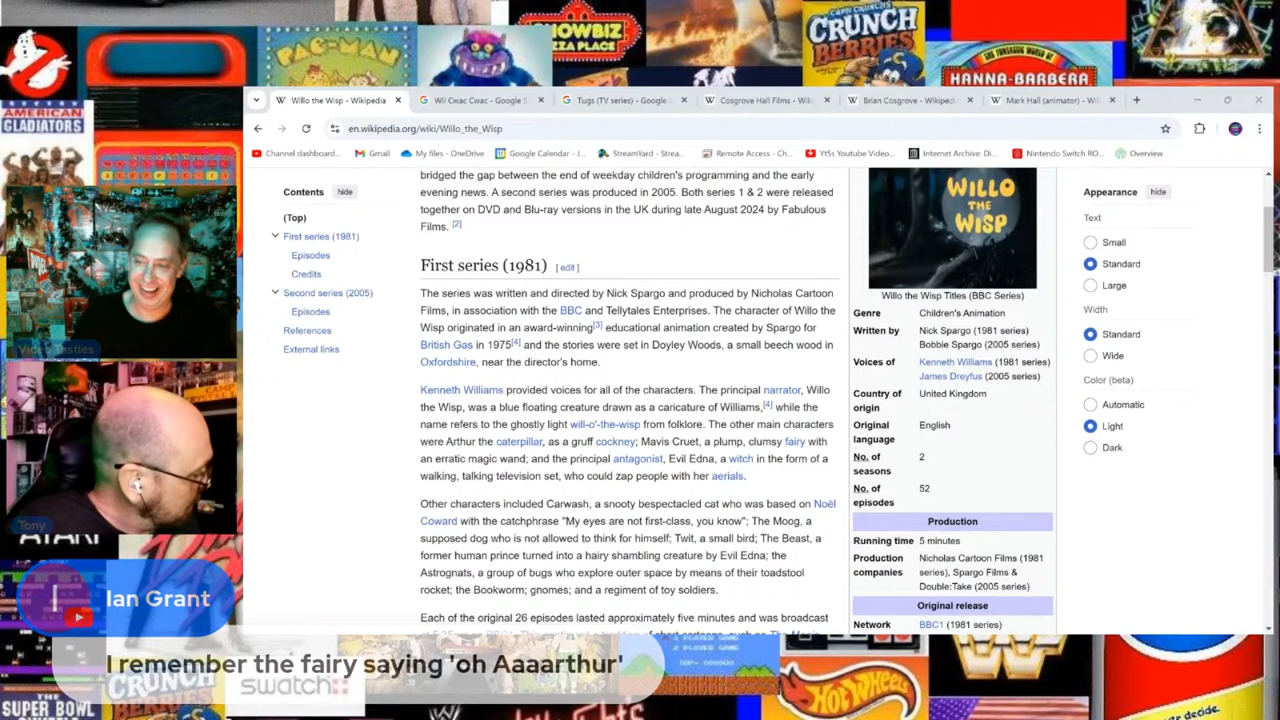 PAC-MAN
SHOWBIZ
PIZZA PLACE
CAP'N CRUNCH'S
CRUNCH
BERRIES
THE FUNTASTIC WORLD OF
HANNA-BARBERA
AMERICAN
GLADIATORS
Willo the Wisp - Wikipedia
Wil Cwac Cwac - Google S
Tugs (TV series) - Google
Cosgrove Hall Films - Wiki
Brian Cosgrove - Wikiped
Mark Hall (animator) - Wi
en.wikipedia.org/wiki/Willo_the_Wisp
Channel dashboard...
Gmail
My files - OneDrive
Google Calendar - J...
StreamYard - Strea...
Remote Access - Ch...
Yt5s Youtube Video...
Internet Archive: Di...
Nintendo Switch RO...
Overview
Contents
hide
(Top)
First series (1981)
Episodes
Credits
Second series (2005)
Episodes
References
External links
bridged the gap between the end of weekday children's programming and the early
evening news. A second series was produced in 2005. Both series 1 & 2 were released
together on DVD and Blu-ray versions in the UK during late August 2024 by Fabulous
Films. [2]
First series (1981) [ edit ]
The series was written and directed by Nick Spargo and produced by Nicholas Cartoon
Films, in association with the BBC and Tellytales Enterprises. The character of Willo the
Wisp originated in an award-winning[3] educational animation created by Spargo for
British Gas in 1975[4] and the stories were set in Doyley Woods, a small beech wood in
Oxfordshire, near the director's home.
Kenneth Williams provided voices for all of the characters. The principal narrator, Willo
the Wisp, was a blue floating creature drawn as a caricature of Williams,[4] while the
name refers to the ghostly light will-o'-the-wisp from folklore. The other main characters
were Arthur the caterpillar, as a gruff cockney; Mavis Cruet, a plump, clumsy fairy with
an erratic magic wand; and the principal antagonist, Evil Edna, a witch in the form of a
walking, talking television set, who could zap people with her aerials.
Other characters included Carwash, a snooty bespectacled cat who was based on Noël
Coward with the catchphrase "My eyes are not first-class, you know"; The Moog, a
supposed dog who is not allowed to think for himself; Twit, a small bird; The Beast, a
former human prince turned into a hairy shambling creature by Evil Edna; the
Astrognats, a group of bugs who explore outer space by means of their toadstool
rocket; the Bookworm; gnomes; and a regiment of toy soldiers.
Each of the original 26 episodes lasted approximately five minutes and was broadcast
WILLO
THE
WISP
Willo the Wisp Titles (BBC Series)
Genre Children's Animation
Written by Nick Spargo (1981 series)
Bobbie Spargo (2005 series)
Voices of Kenneth Williams (1981 series)
James Dreyfus (2005 series)
Country of United Kingdom
origin
Original English
language
No. of 2
seasons
No. of 52
episodes
Production
Running time 5 minutes
Production Nicholas Cartoon Films (1981
companies series), Spargo Films &
Double:Take (2005 series)
Original release
Network BBC1 (1981 series)
Appearance
hide
Text
Small
Standard
Large
Width
Standard
Wide
Color (beta)
Automatic
Light
Dark
Video Tasties
Tony
ATARI
I
Ian Grant
I remember the fairy saying 'oh Aaaarthur'
CRUNCH
BERRIES
swatch
THE
SUPER BOWL
2 PLAYER GAME
TOP- 000000
HOT WHEELS